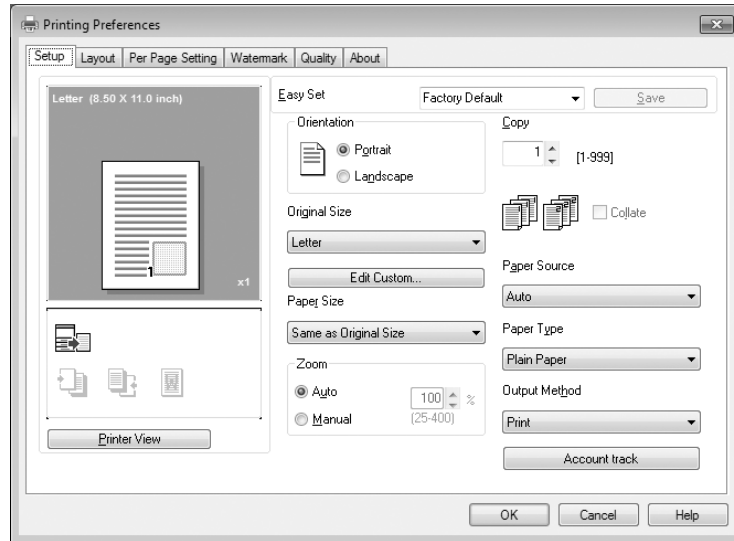 Printing Preferences
Setup Layout Per Page Setting Watermark Quality About
Letter (8.50 X 11.0 inch)
1
x1
Printer View
Easy Set Factory Default Save
Orientation
Portrait
Landscape
Original Size
Letter
Edit Custom...
Paper Size
Same as Original Size
Zoom
Auto
100 %
Manual
(25-400)
Copy
1 [1-999]
Collate
Paper Source
Auto
Paper Type
Plain Paper
Output Method
Print
Account track
OK Cancel Help